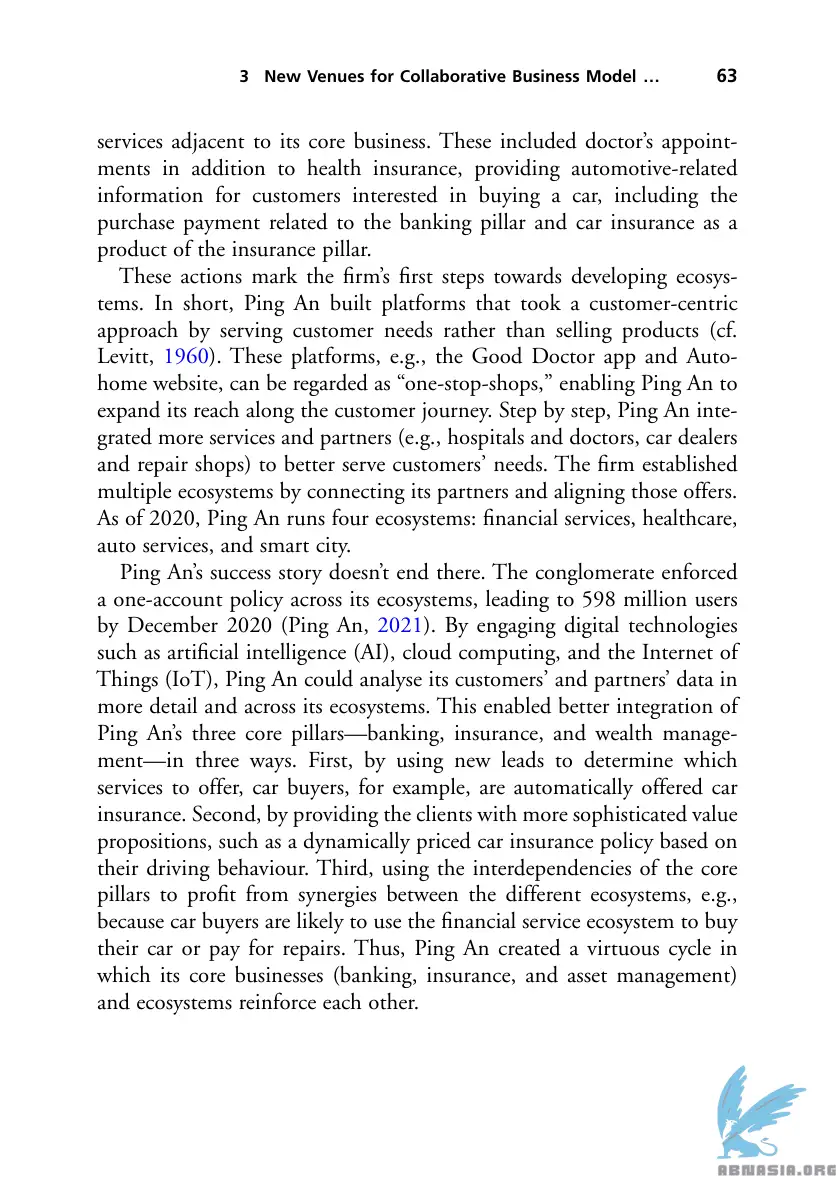 3 New Venues for Collaborative Business Model … 63
services adjacent to its core business. These included doctor’s appoint-
ments in addition to health insurance, providing automotive-related
information for customers interested in buying a car, including the
purchase payment related to the banking pillar and car insurance as a
product of the insurance pillar.
These actions mark the firm’s first steps towards developing ecosys-
tems. In short, Ping An built platforms that took a customer-centric
approach by serving customer needs rather than selling products (cf.
Levitt, 1960). These platforms, e.g., the Good Doctor app and Auto-
home website, can be regarded as “one-stop-shops,” enabling Ping An to
expand its reach along the customer journey. Step by step, Ping An inte-
grated more services and partners (e.g., hospitals and doctors, car dealers
and repair shops) to better serve customers’ needs. The firm established
multiple ecosystems by connecting its partners and aligning those offers.
As of 2020, Ping An runs four ecosystems: financial services, healthcare,
auto services, and smart city.
Ping An’s success story doesn’t end there. The conglomerate enforced
a one-account policy across its ecosystems, leading to 598 million users
by December 2020 (Ping An, 2021). By engaging digital technologies
such as artificial intelligence (AI), cloud computing, and the Internet of
Things (IoT), Ping An could analyse its customers’ and partners’ data in
more detail and across its ecosystems. This enabled better integration of
Ping An’s three core pillars—banking, insurance, and wealth manage-
ment—in three ways. First, by using new leads to determine which
services to offer, car buyers, for example, are automatically offered car
insurance. Second, by providing the clients with more sophisticated value
propositions, such as a dynamically priced car insurance policy based on
their driving behaviour. Third, using the interdependencies of the core
pillars to profit from synergies between the different ecosystems, e.g.,
because car buyers are likely to use the financial service ecosystem to buy
their car or pay for repairs. Thus, Ping An created a virtuous cycle in
which its core businesses (banking, insurance, and asset management)
and ecosystems reinforce each other.
ABNASIA.ORG